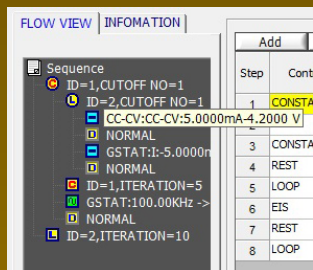 FLOW VIEW INFOMATION
Add
Sequence
ID=1,CUTOFF NO=1
ID=2,CUTOFF NO=1
CC-CV:CC-CV:5.0000mA-4.2000 V
NORMAL
GSTAT:I:-5.0000m
NORMAL
ID=1,ITERATION=5
GSTAT:100.00KHz ->
NORMAL
ID=2,ITERATION=10
Step Cont
1 CONSTA
3 CONSTA
4 REST
5 LOOP
6 EIS
7 REST
8 LOOP